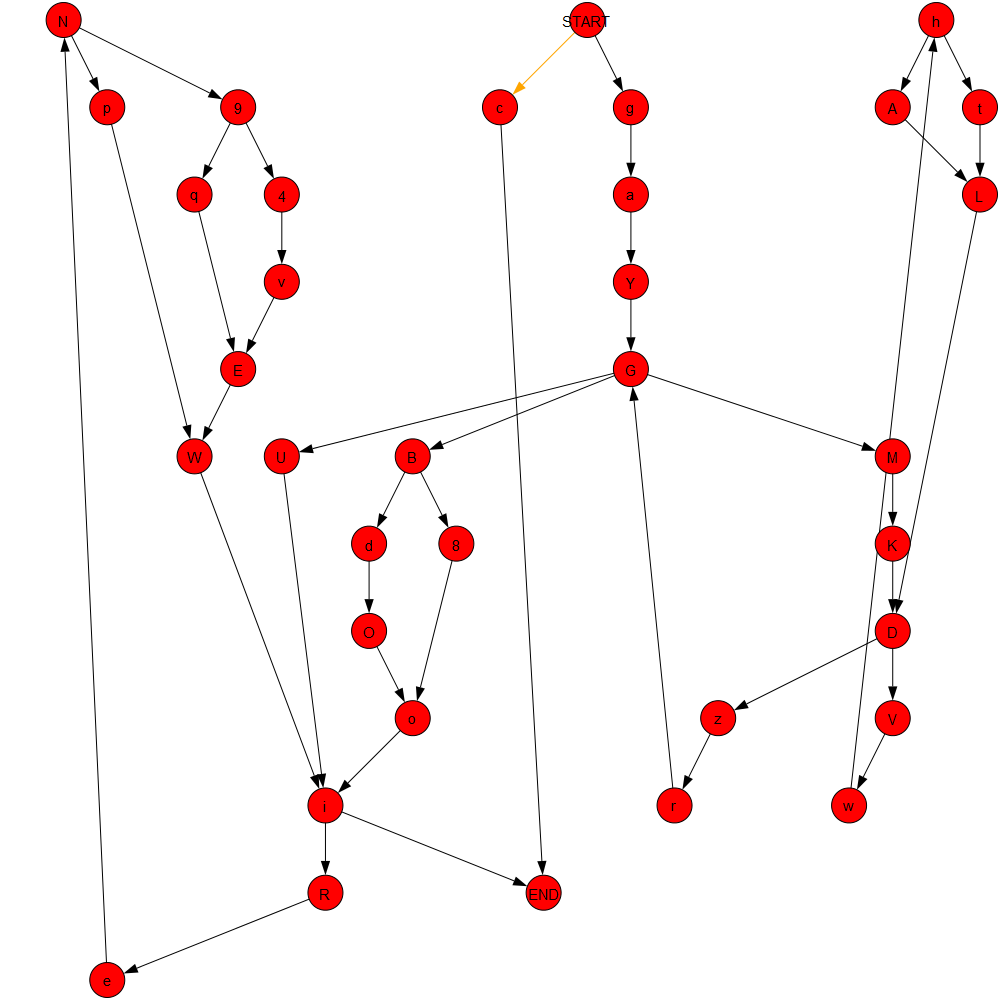 N START h
p 9 c g A t
q 4 a L
v Y
E G
W U B M
d 8 K
O D
o z V
i r w
R END
e